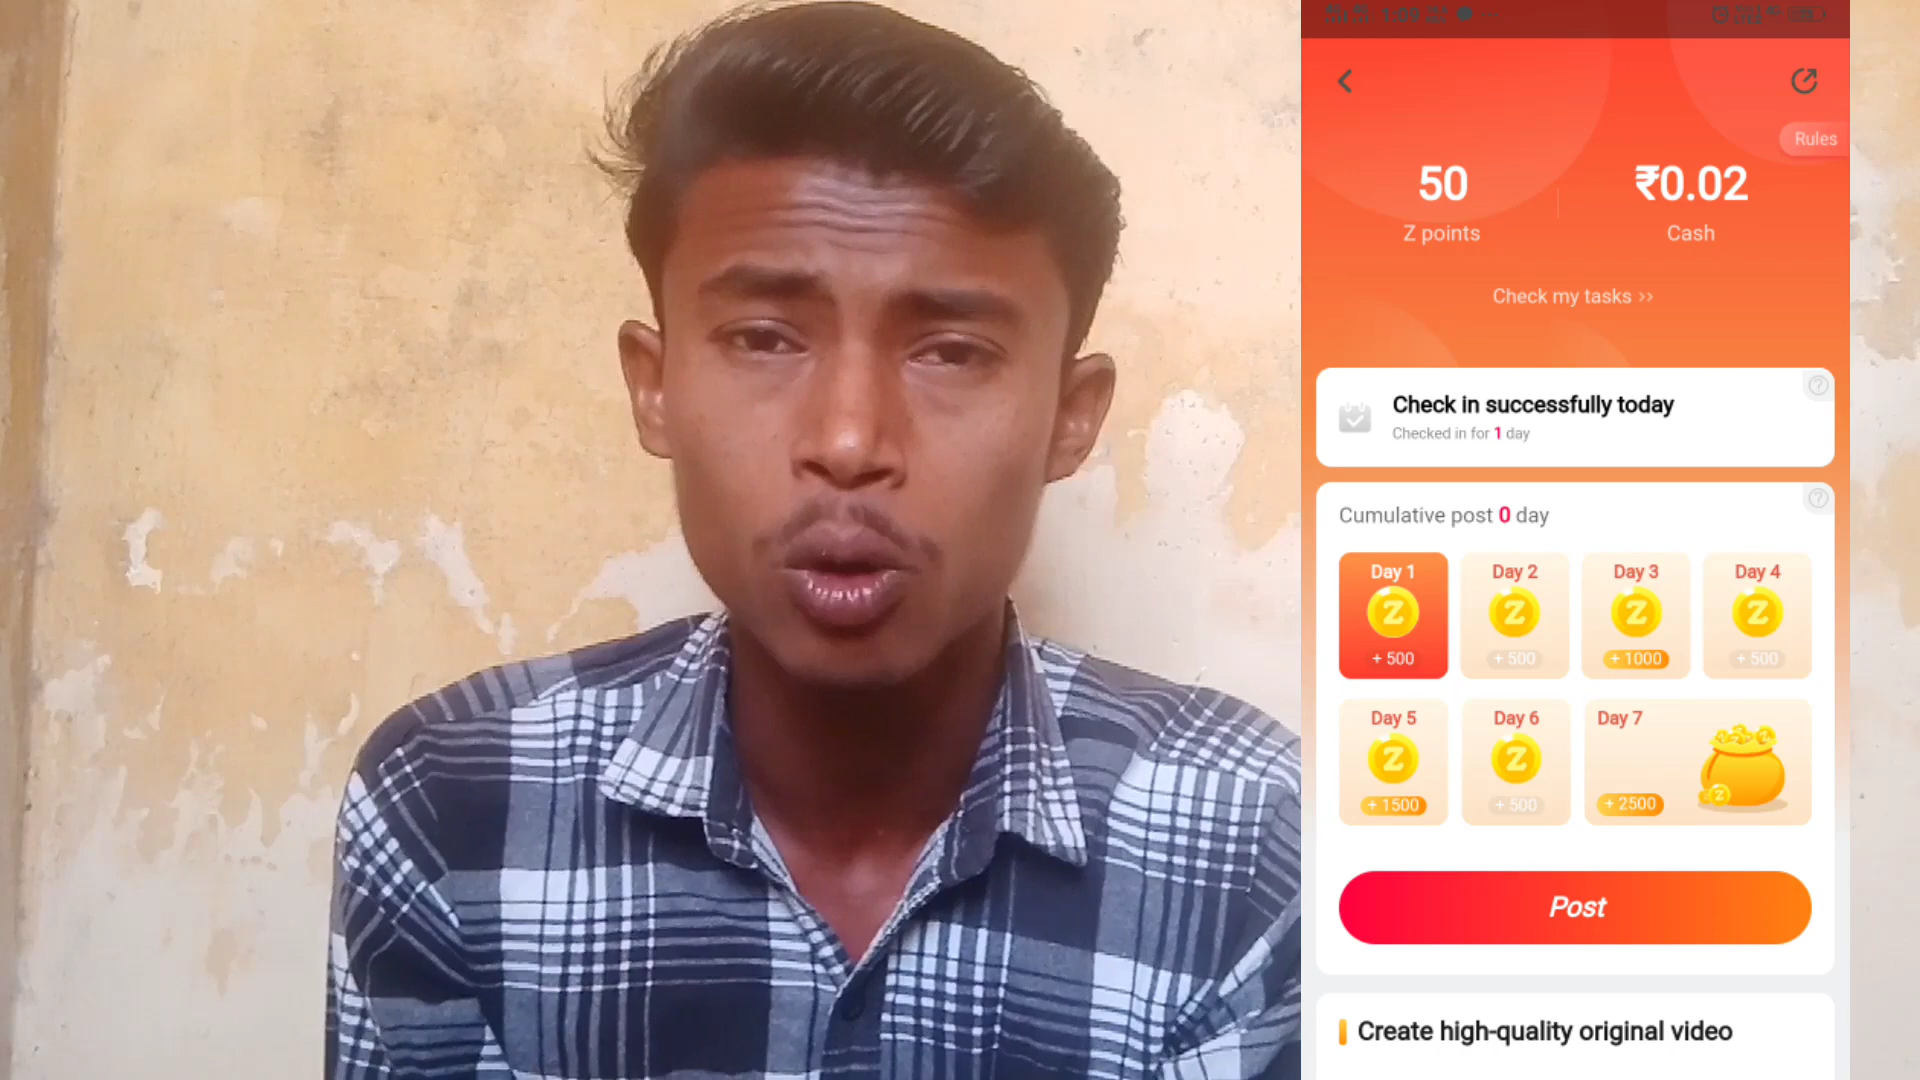 1:09
Rules
50
₹0.02
Z points
Cash
Check my tasks >>
Check in successfully today
Checked in for 1 day
Cumulative post 0 day
Day 1
Day 2
Day 3
Day 4
Z
Z
Z
Z
+ 500
+ 500
+ 1000
+ 500
Day 5
Day 6
Day 7
Z
Z
Z
+ 1500
+ 500
+ 2500
Post
Create high-quality original video